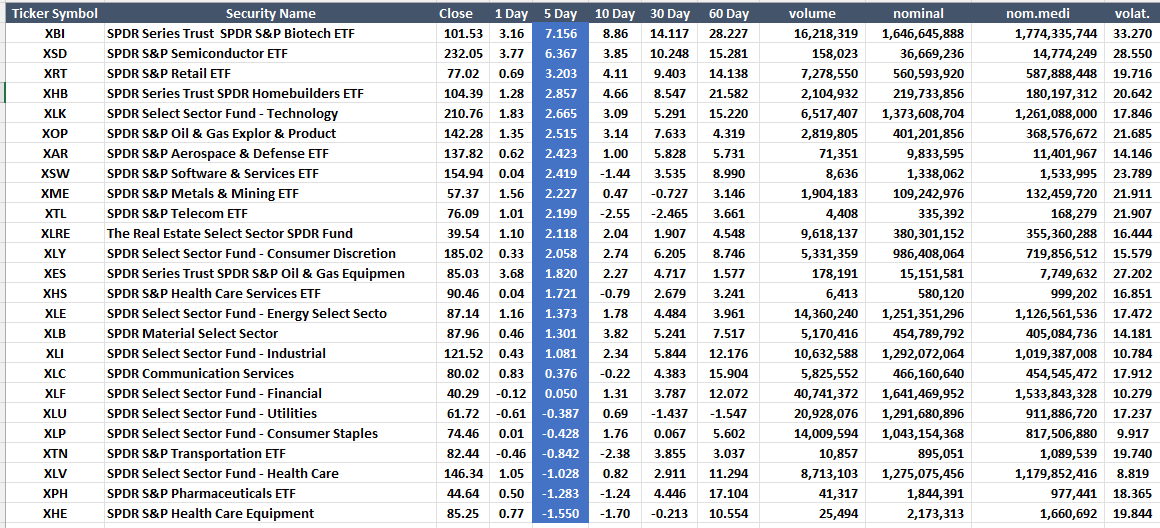 Ticker Symbol Security Name Close 1 Day 5 Day 10 Day 30 Day 60 Day volume nominal nom.medi volat.
XBI SPDR Series Trust SPDR S&P Biotech ETF 101.53 3.16 7.156 8.86 14.117 28.227 16,218,319 1,646,645,888 1,774,335,744 33.270
XSD SPDR S&P Semiconductor ETF 232.05 3.77 6.367 3.85 10.248 15.281 158,023 36,669,236 14,774,249 28.550
XRT SPDR S&P Retail ETF 77.02 0.69 3.203 4.11 9.403 14.138 7,278,550 560,593,920 587,888,448 19.716
XHB SPDR Series Trust SPDR Homebuilders ETF 104.39 1.28 2.857 4.66 8.547 21.582 2,104,932 219,733,856 180,197,312 20.642
XLK SPDR Select Sector Fund - Technology 210.76 1.83 2.665 3.09 5.291 15.220 6,517,407 1,373,608,704 1,261,088,000 17.846
XOP SPDR S&P Oil & Gas Explor & Product 142.28 1.35 2.515 3.14 7.633 4.319 2,819,805 401,201,856 368,576,672 21.685
XAR SPDR S&P Aerospace & Defense ETF 137.82 0.62 2.423 1.00 5.828 5.731 71,351 9,833,595 11,401,967 14.146
XSW SPDR S&P Software & Services ETF 154.94 0.04 2.419 -1.44 3.535 8.990 8,636 1,338,062 1,533,995 23.789
XME SPDR S&P Metals & Mining ETF 57.37 1.56 2.227 0.47 -0.727 3.146 1,904,183 109,242,976 132,459,720 21.911
XTL SPDR S&P Telecom ETF 76.09 1.01 2.199 -2.55 -2.465 3.661 4,408 335,392 168,279 21.907
XLRE The Real Estate Select Sector SPDR Fund 39.54 1.10 2.118 2.04 1.907 4.548 9,618,137 380,301,152 355,360,288 16.444
XLY SPDR Select Sector Fund - Consumer Discretion 185.02 0.33 2.058 2.74 6.205 8.746 5,331,359 986,408,064 719,856,512 15.579
XES SPDR Series Trust SPDR S&P Oil & Gas Equipmen 85.03 3.68 1.820 2.27 4.717 1.577 178,191 15,151,581 7,749,632 27.202
XHS SPDR S&P Health Care Services ETF 90.46 0.04 1.721 -0.79 2.679 3.241 6,413 580,120 999,202 16.851
XLE SPDR Select Sector Fund - Energy Select Secto 87.14 1.16 1.373 1.78 4.484 3.961 14,360,240 1,251,351,296 1,126,561,536 17.472
XLB SPDR Material Select Sector 87.96 0.46 1.301 3.82 5.241 7.517 5,170,416 454,789,792 405,084,736 14.181
XLI SPDR Select Sector Fund - Industrial 121.52 0.43 1.081 2.34 5.844 12.176 10,632,588 1,292,072,064 1,019,387,008 10.784
XLC SPDR Communication Services 80.02 0.83 0.376 -0.22 4.383 15.904 5,825,552 466,160,640 454,545,472 17.912
XLF SPDR Select Sector Fund - Financial 40.29 -0.12 0.050 1.31 3.787 12.072 40,741,372 1,641,469,952 1,533,843,328 10.279
XLU SPDR Select Sector Fund - Utilities 61.72 -0.61 -0.387 0.69 -1.437 -1.547 20,928,076 1,291,680,896 911,886,720 17.237
XLP SPDR Select Sector Fund - Consumer Staples 74.46 0.01 -0.428 1.76 0.067 5.602 14,009,594 1,043,154,368 817,506,880 9.917
XTN SPDR S&P Transportation ETF 82.44 -0.46 -0.842 -2.38 3.855 3.037 10,857 895,051 1,089,539 19.740
XLV SPDR Select Sector Fund - Health Care 146.34 1.05 -1.028 0.82 2.911 11.294 8,713,103 1,275,075,456 1,179,852,416 8.819
XPH SPDR S&P Pharmaceuticals ETF 44.64 0.50 -1.283 -1.24 4.446 17.104 41,317 1,844,391 977,441 18.365
XHE SPDR S&P Health Care Equipment 85.25 0.77 -1.550 -1.70 -0.213 10.554 25,494 2,173,313 1,660,692 19.844